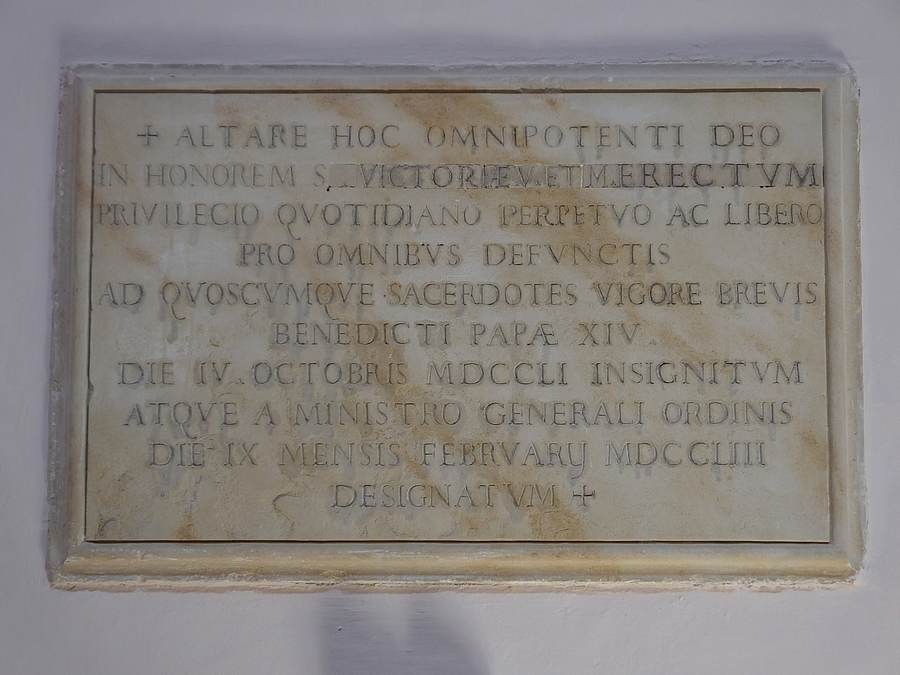 + ALTARE HOC OMNIPOTENTI DEO
IN HONOREM S. VICTORIÆ V. ET M. ERECTVM
PRIVILECIO QVOTIDIANO PERPETVO AC LIBERO
PRO OMNIBVS DEFVNCTIS
AD QVOSCVMQVE SACERDOTES VIGORE BREVIS
BENEDICTI PAPÆ XIV
DIE IV OCTOBRIS MDCCLI INSIGNITVM
ATQVE A MINISTRO GENERALI ORDINIS
DIE IX MENSIS FEBRVARIJ MDCCLIII
DESIGNATVM +